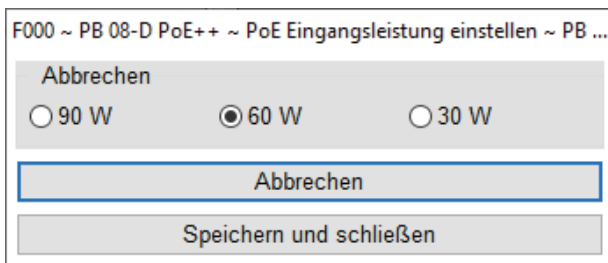 F000 ~ PB 08-D PoE++ ~ PoE Eingangsleistung einstellen ~ PB ...
Abbrechen
90 W 60 W 30 W
Abbrechen
Speichern und schließen